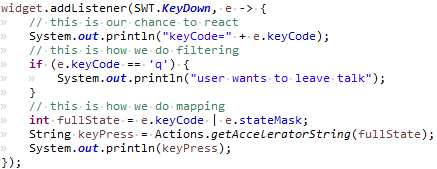 widget.addListener(SWT.KeyDown, e -> {
» // this is our chance to react
» System.out.println("keyCode=" + e.keyCode);
» // this is how we do filtering
» if (e.keyCode == 'q') {
» » System.out.println("user wants to leave talk");
» }
» // this is how we do mapping
» int fullState = e.keyCode | e.stateMask;
» String keyPress = Actions.getAcceleratorString(fullState);
» System.out.println(keyPress);
});